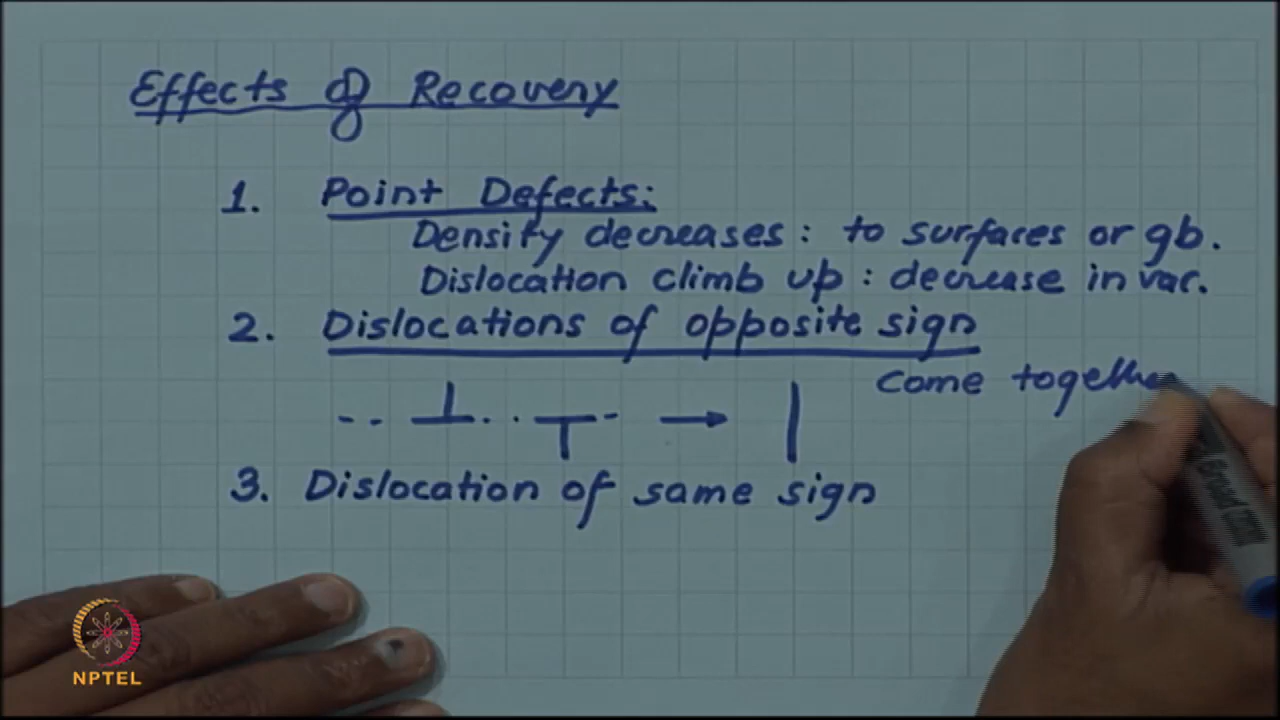 Effects of Recovery
1. Point Defects:
Density decreases: to surfaces or gb.
Dislocation climb up: decrease in vac.
2. Dislocations of opposite sign
come together
3. Dislocation of same sign
NPTEL